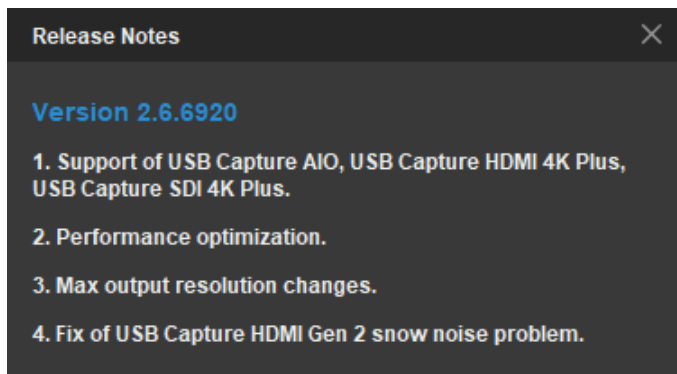 Release Notes
Version 2.6.6920
1. Support of USB Capture AIO, USB Capture HDMI 4K Plus,
USB Capture SDI 4K Plus.
2. Performance optimization.
3. Max output resolution changes.
4. Fix of USB Capture HDMI Gen 2 snow noise problem.